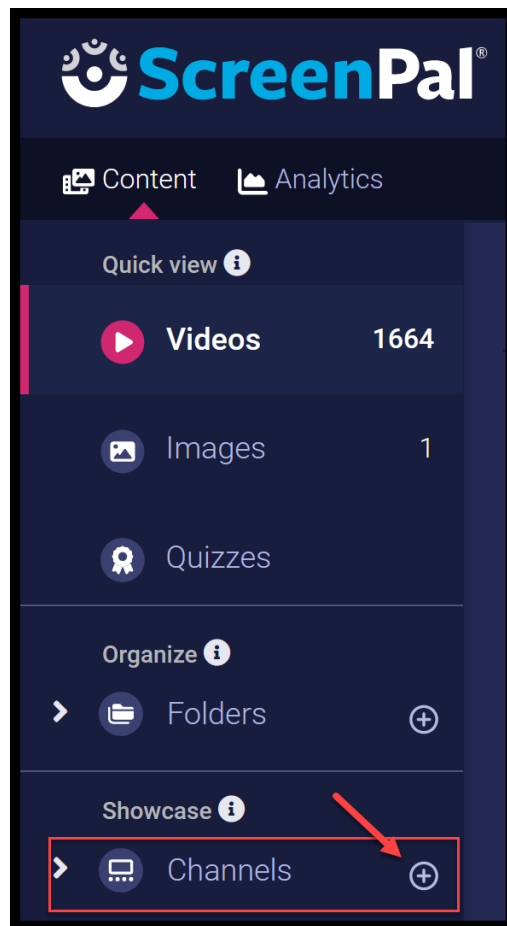 ScreenPal®
Content Analytics
Quick view
Videos 1664
Images 1
Quizzes
Organize
Folders
Showcase
Channels